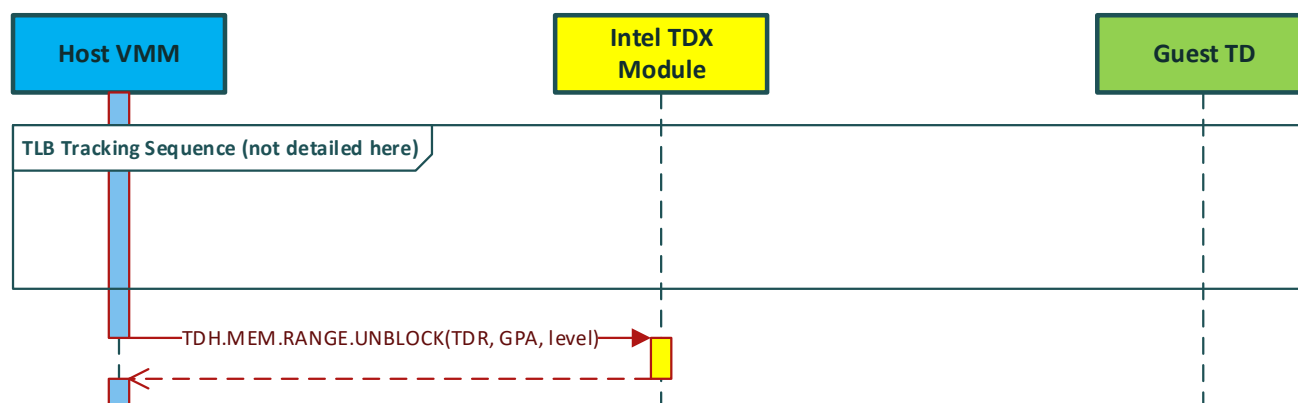 Host VMM
Intel TDX
Module
Guest TD
TLB Tracking Sequence (not detailed here)
TDH.MEM.RANGE.UNBLOCK(TDR, GPA, level)